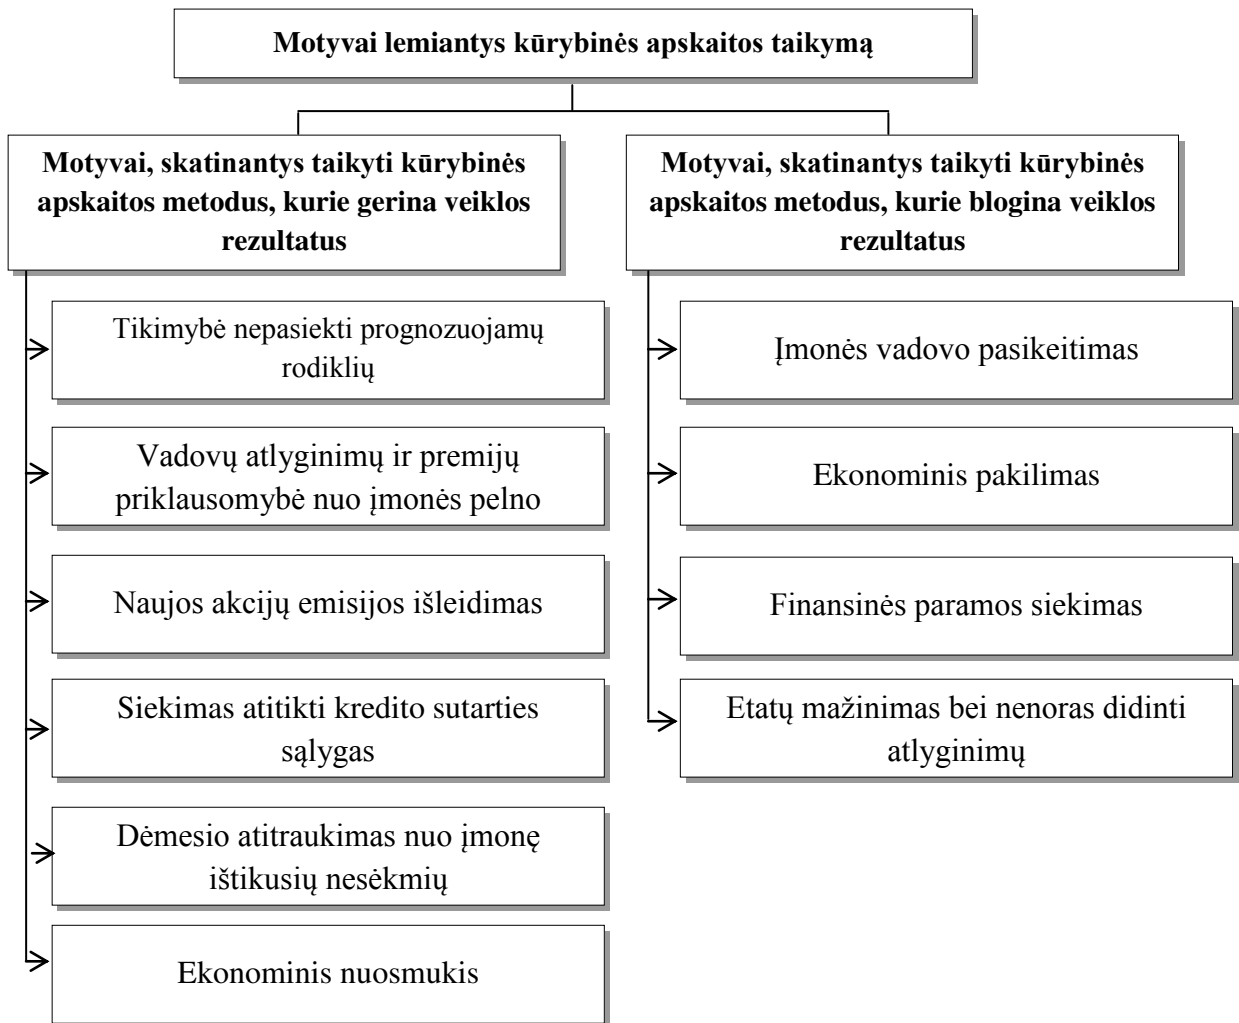 Motyvai lemiantys kūrybinės apskaitos taikymą
Motyvai, skatinantys taikyti kūrybinės
apskaitos metodus, kurie gerina veiklos
rezultatus
Tikimybė nepasiekti prognozuojamų
rodiklių
Vadovų atlyginimų ir premijų
priklausomybė nuo įmonės pelno
Naujos akcijų emisijos išleidimas
Siekimas atitikti kredito sutarties
sąlygas
Dėmesio atitraukimas nuo įmonę
ištikusių nesėkmių
Ekonominis nuosmukis
Motyvai, skatinantys taikyti kūrybinės
apskaitos metodus, kurie blogina veiklos
rezultatus
Įmonės vadovo pasikeitimas
Ekonominis pakilimas
Finansinės paramos siekimas
Etatų mažinimas bei nenoras didinti
atlyginimų